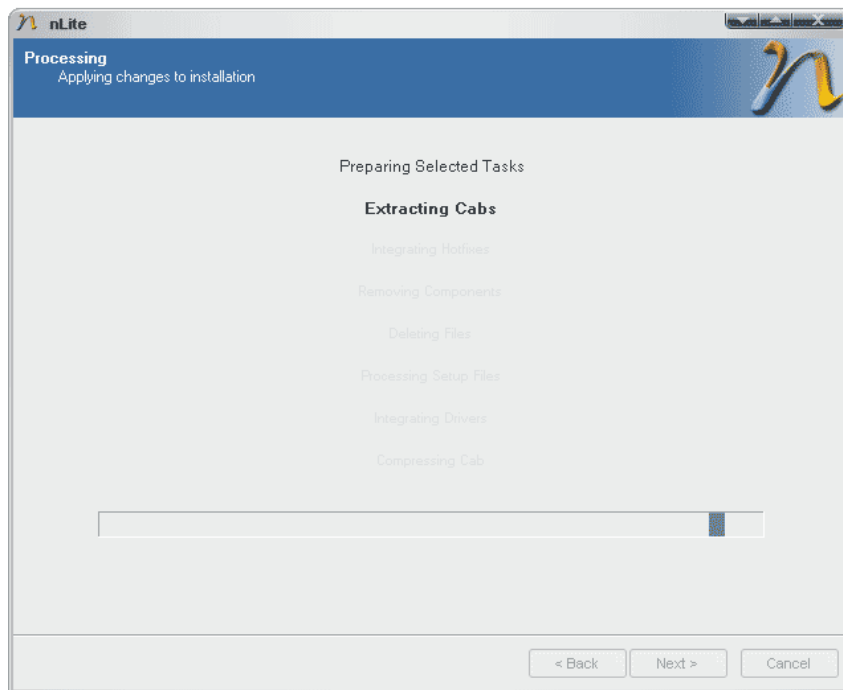 nLite
Processing
Applying changes to installation
Preparing Selected Tasks
Extracting Cabs
Integrating Hotfixes
Removing Components
Deleting Files
Processing Setup Files
Integrating Drivers
Compressing Cab
< Back
Next >
Cancel